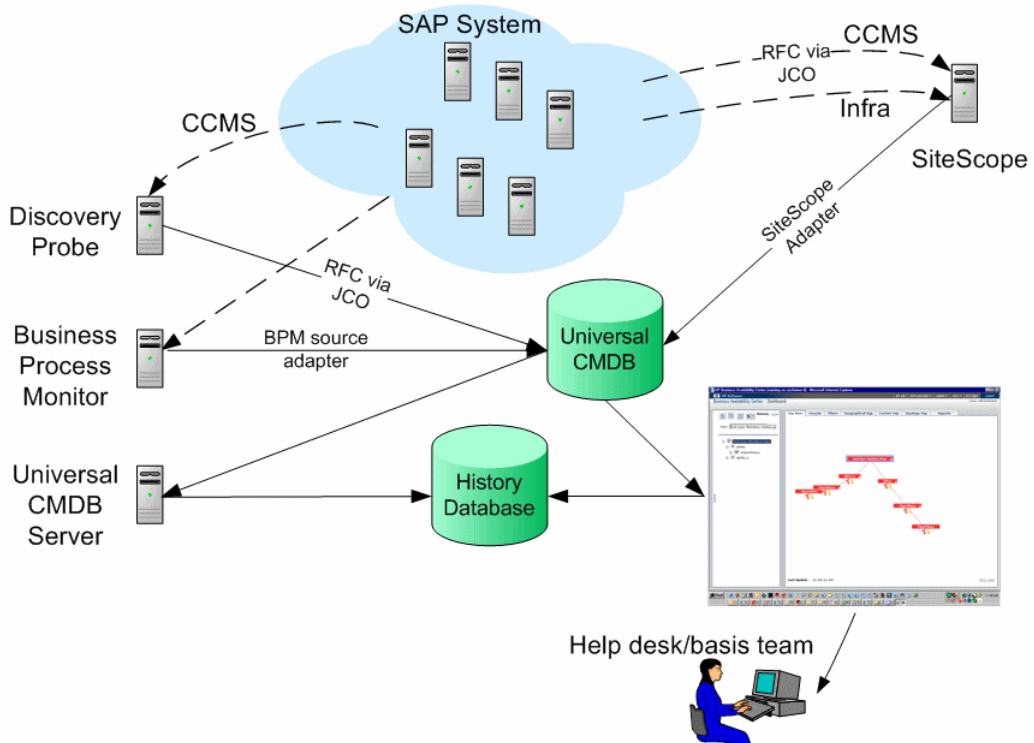 SAP System
CCMS
RFC via
JCO
Infra
SiteScope
CCMS
Discovery
Probe
SiteScope
Adapter
RFC via
JCO
Business
Process
Monitor
BPM source
adapter
Universal
CMDB
Universal
CMDB
Server
History
Database
Help desk/basis team